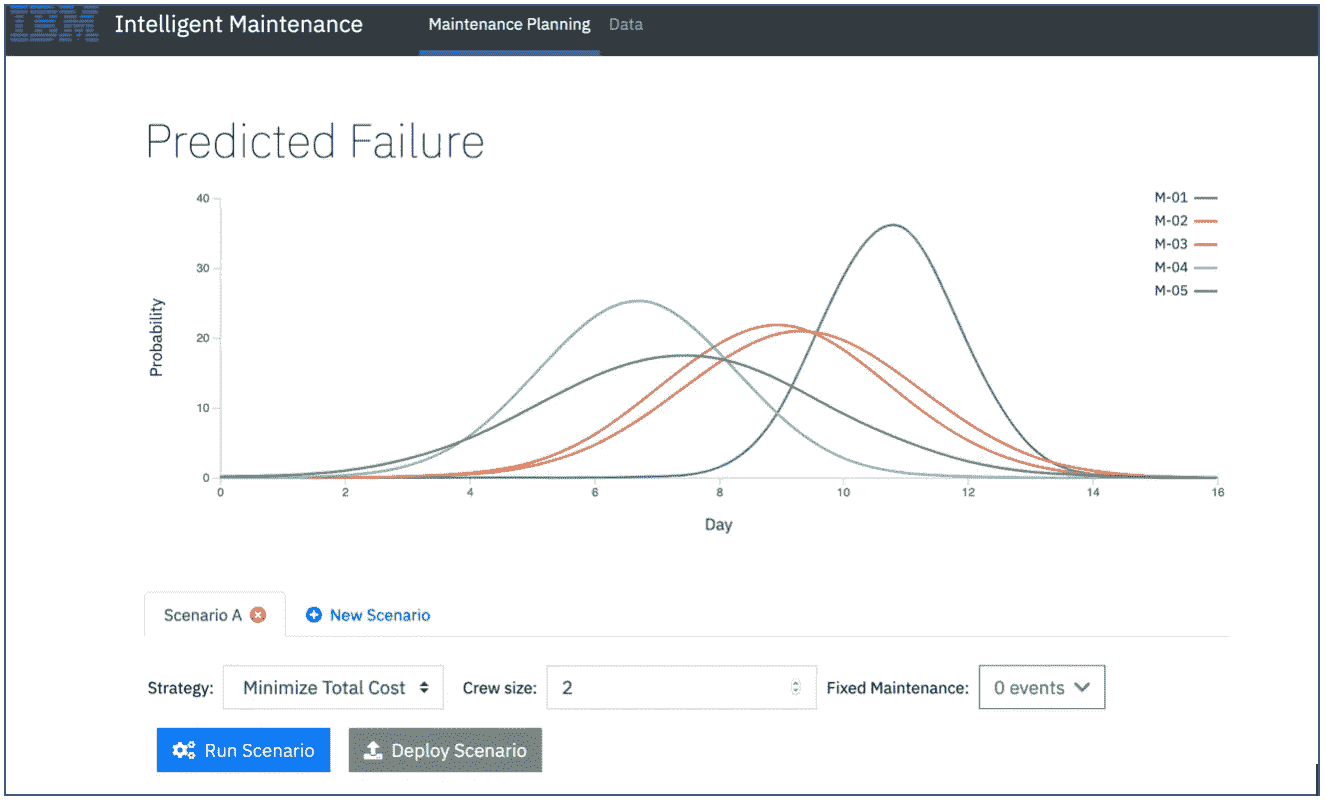 IBM Intelligent Maintenance Maintenance Planning Data
Predicted Failure
40
30
20
10
0
Probability
0 2 4 6 8 10 12 14 16
Day
M-01
M-02
M-03
M-04
M-05
Scenario A New Scenario
Strategy: Minimize Total Cost Crew size: 2 Fixed Maintenance: 0 events
Run Scenario Deploy Scenario